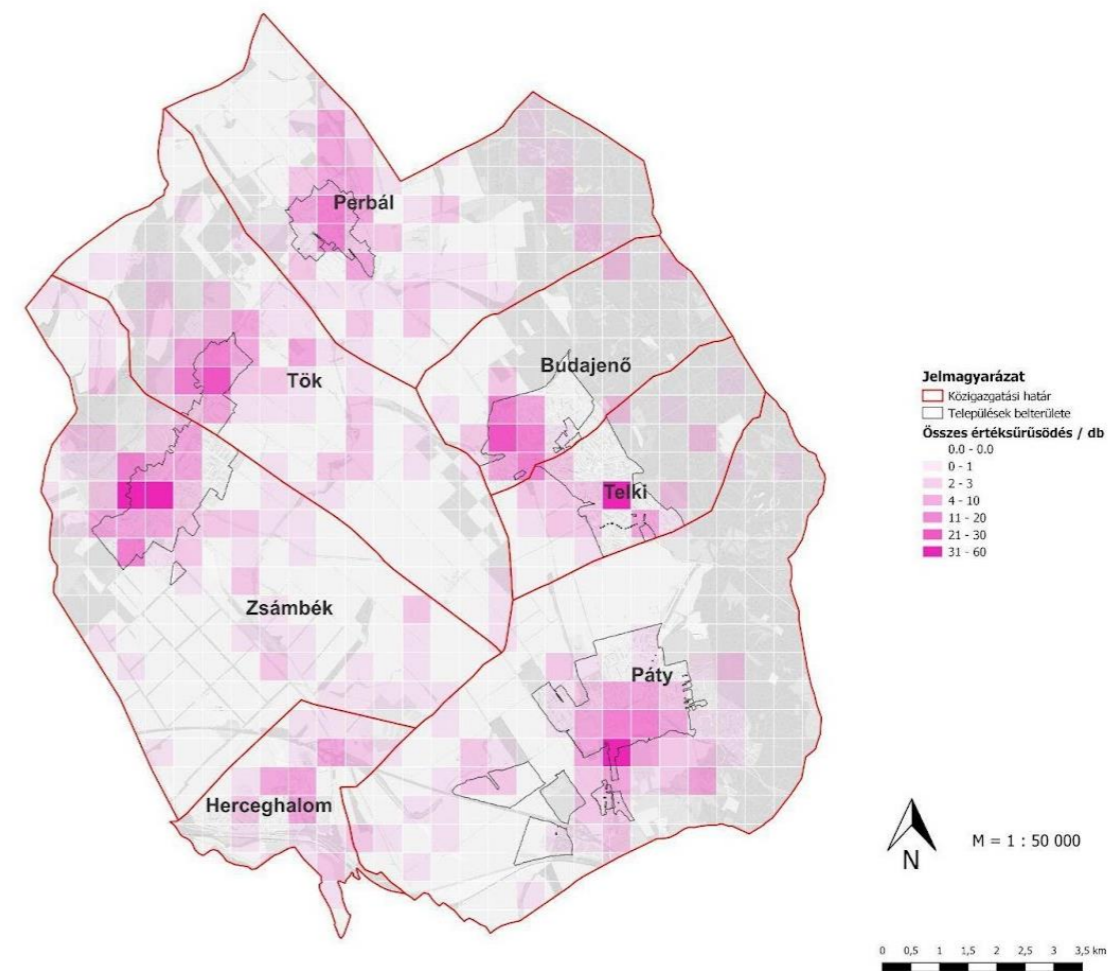 Perbál
Budajenő
Tök
Telki
Zsámbék
Páty
Herceghalom
Jelmagyarázat
Közigazgatási határ
Települések belterülete
Összes értéksűrűsödés / db
0.0 - 0.0
0 - 1
2 - 3
4 - 10
11 - 20
21 - 30
31 - 60
N
M = 1 : 50 000
0 0,5 1 1,5 2 2,5 3 3,5 km